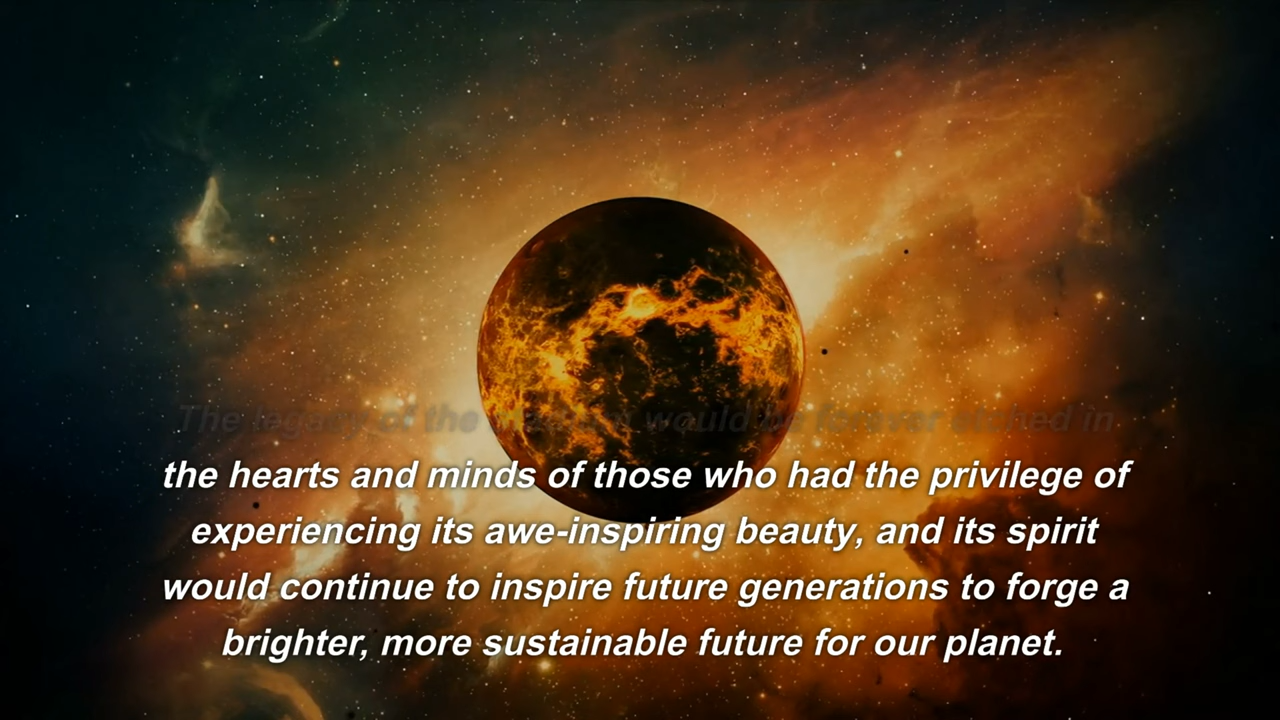 The legacy of the would be forever etched in
the hearts and minds of those who had the privilege of
experiencing its awe-inspiring beauty, and its spirit
would continue to inspire future generations to forge a
brighter, more sustainable future for our planet.